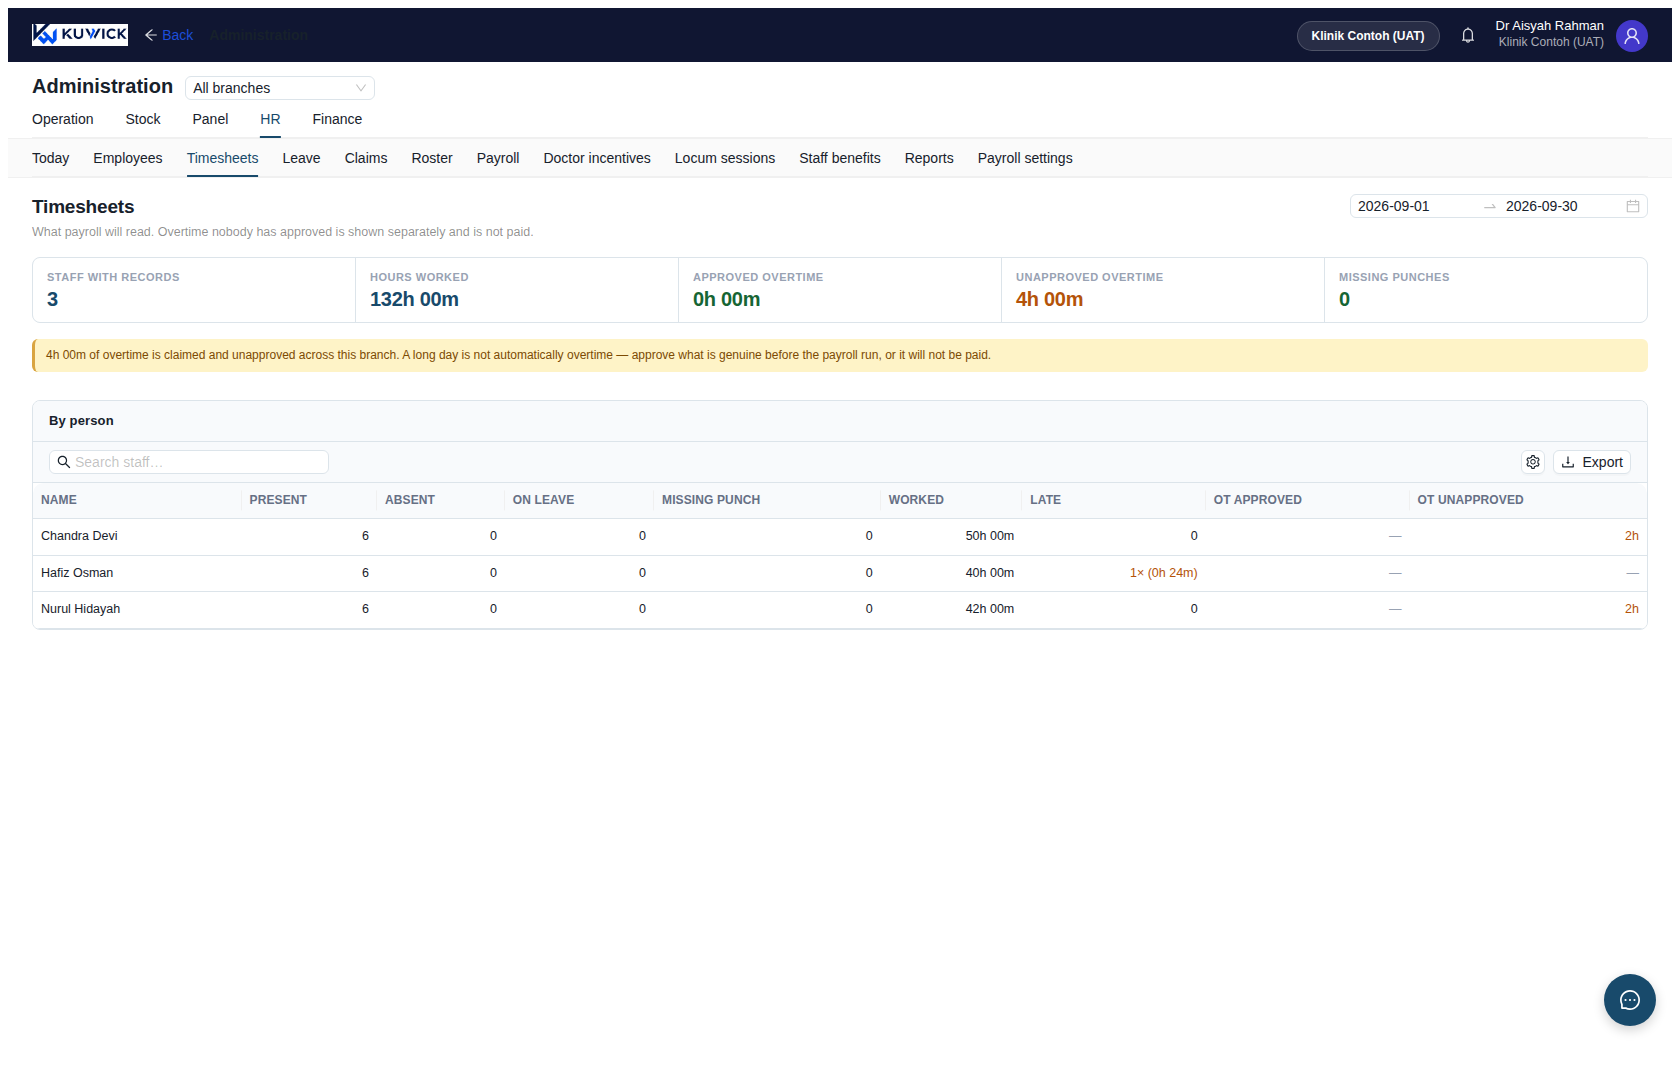 KUVVICK
Back Administration
Klinik Contoh (UAT)
Dr Aisyah Rahman
Klinik Contoh (UAT)
Administration All branches
Operation Stock Panel HR Finance
Today Employees Timesheets Leave Claims Roster Payroll Doctor incentives Locum sessions Staff benefits Reports Payroll settings
Timesheets
2026-09-01 2026-09-30
What payroll will read. Overtime nobody has approved is shown separately and is not paid.
STAFF WITH RECORDS HOURS WORKED APPROVED OVERTIME UNAPPROVED OVERTIME MISSING PUNCHES
3 132h 00m 0h 00m 4h 00m 0
4h 00m of overtime is claimed and unapproved across this branch. A long day is not automatically overtime — approve what is genuine before the payroll run, or it will not be paid.
By person
Search staff… Export
NAME PRESENT ABSENT ON LEAVE MISSING PUNCH WORKED LATE OT APPROVED OT UNAPPROVED
Chandra Devi 6 0 0 0 50h 00m 0 — 2h
Hafiz Osman 6 0 0 0 40h 00m 1× (0h 24m) — —
Nurul Hidayah 6 0 0 0 42h 00m 0 — 2h